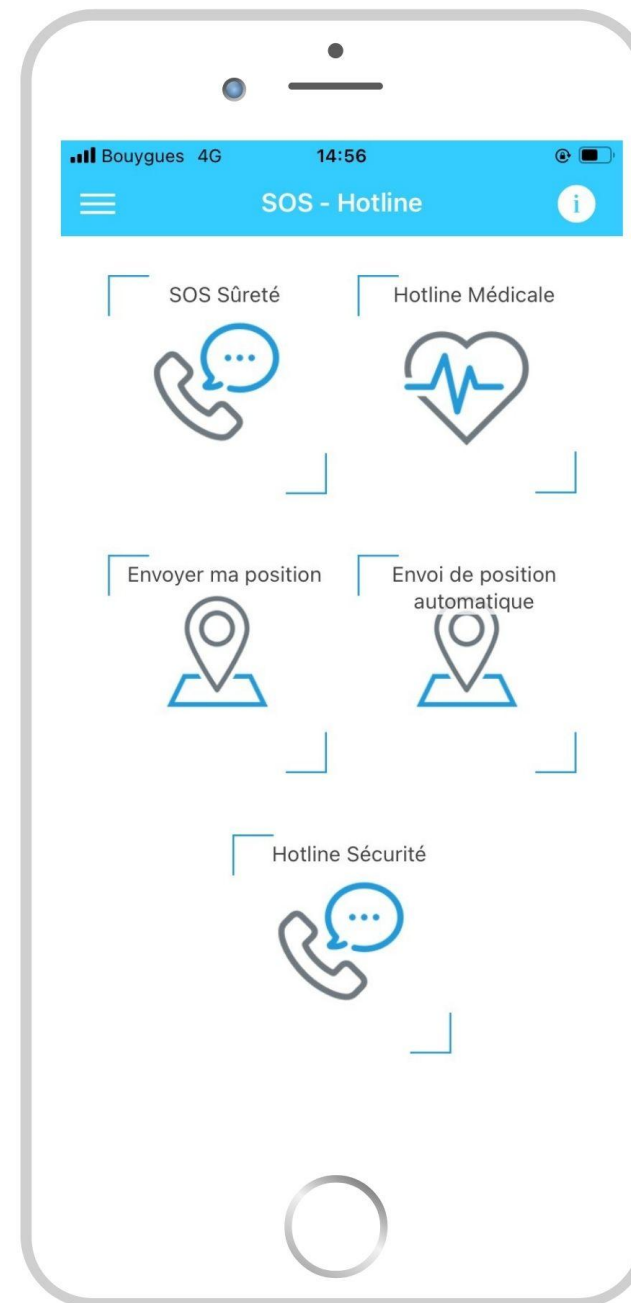 Bouygues 4G 14:56
SOS - Hotline i
SOS Sûreté Hotline Médicale
Envoyer ma position Envoi de position
automatique
Hotline Sécurité